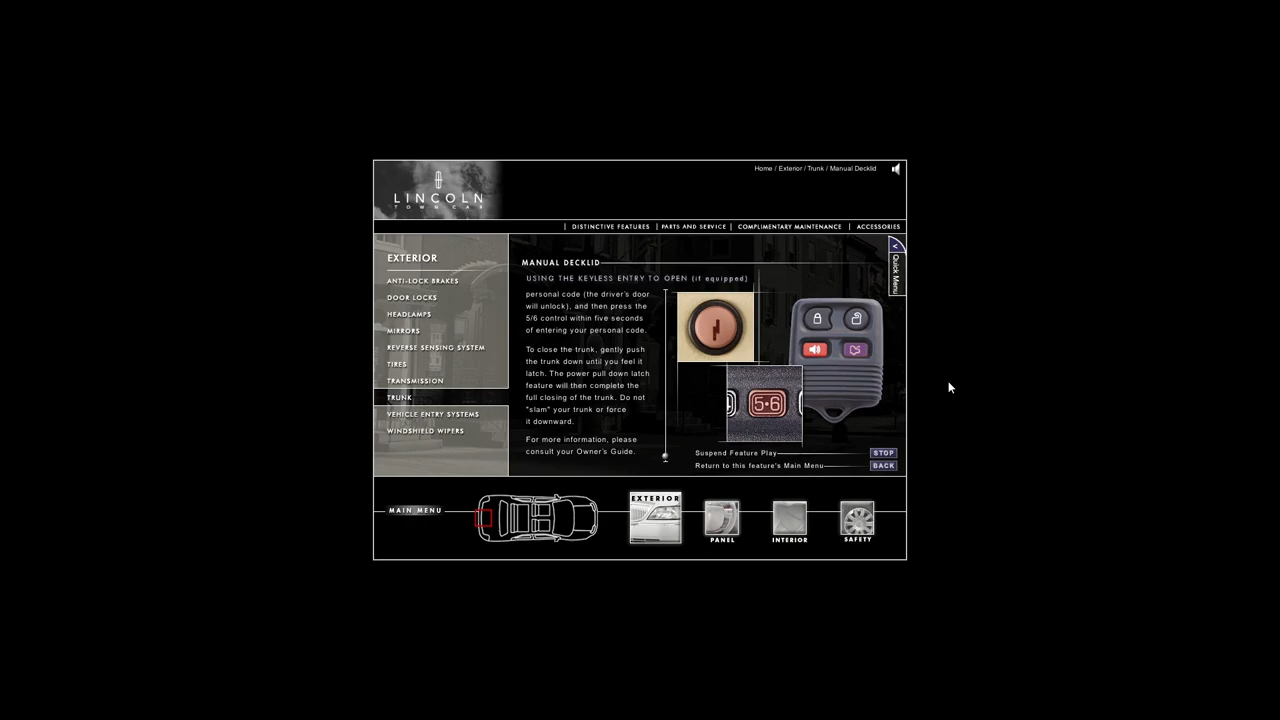 Home / Exterior / Trunk / Manual Decklid
LINCOLN
TOWN CAR
DISTINCTIVE FEATURES | PARTS AND SERVICE | COMPLIMENTARY MAINTENANCE | ACCESSORIES
Quick Menu
EXTERIOR
ANTI-LOCK BRAKES
DOOR LOCKS
HEADLAMPS
MIRRORS
REVERSE SENSING SYSTEM
TIRES
TRANSMISSION
TRUNK
VEHICLE ENTRY SYSTEMS
WINDSHIELD WIPERS
MANUAL DECKLID
USING THE KEYLESS ENTRY TO OPEN (if equipped)
personal code (the driver's door
will unlock), and then press the
5/6 control within five seconds
of entering your personal code.
To close the trunk, gently push
the trunk down until you feel it
latch. The power pull down latch
feature will then complete the
full closing of the trunk. Do not
"slam" your trunk or force
it downward.
For more information, please
consult your Owner's Guide.
5•6
Suspend Feature Play
STOP
Return to this feature's Main Menu
BACK
MAIN MENU
EXTERIOR
PANEL
INTERIOR
SAFETY